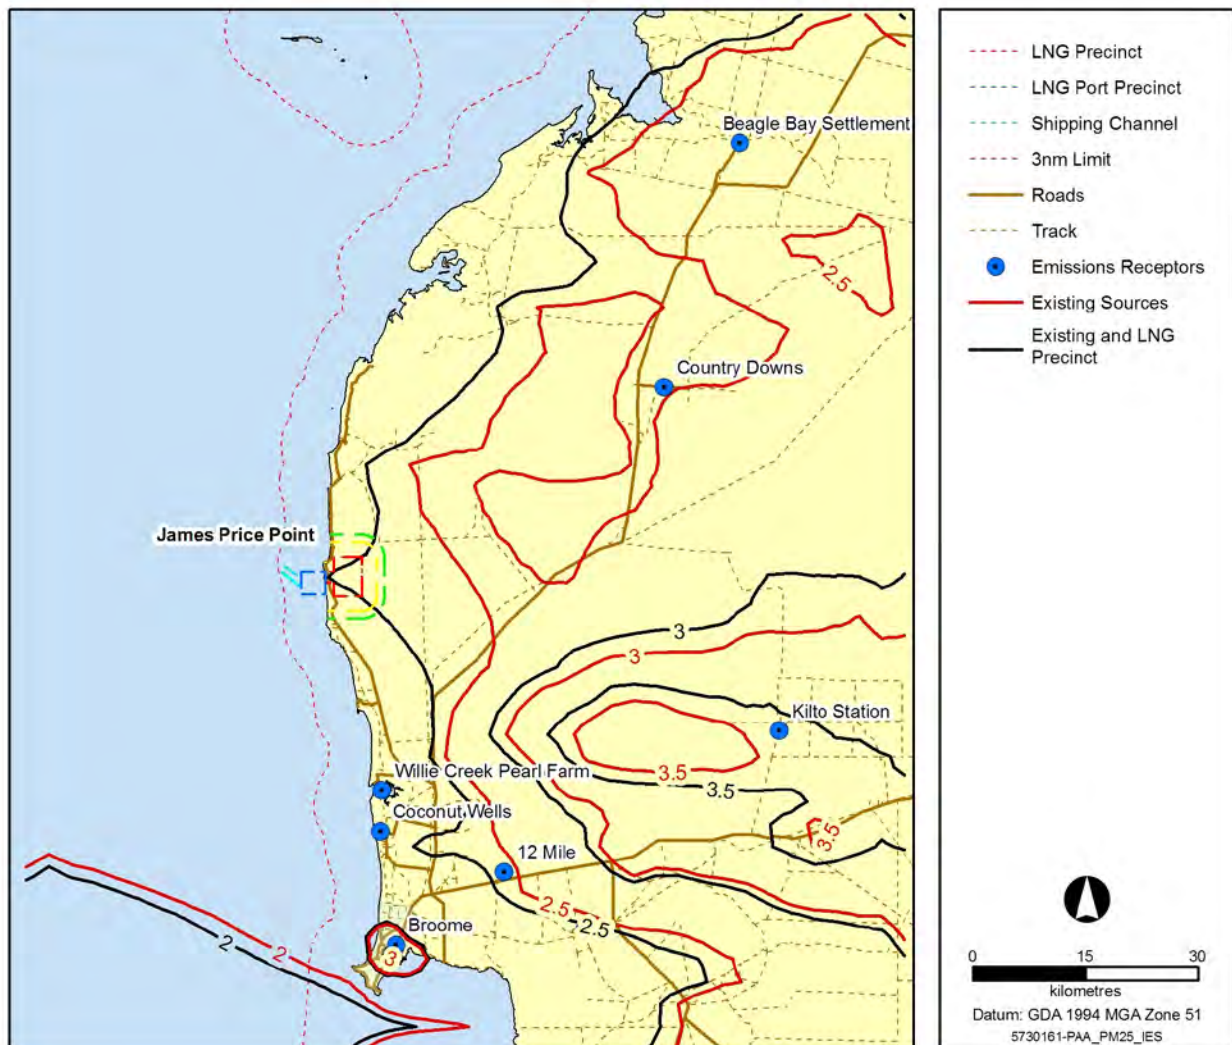 Beagle Bay Settlement
2.5
Country Downs
James Price Point
3
3
Kilto Station
3.5
3.5
Willie Creek Pearl Farm
Coconut Wells
3.5
12 Mile
2.5
2.5
Broome
3
2
2
LNG Precinct
LNG Port Precinct
Shipping Channel
3nm Limit
Roads
Track
Emissions Receptors
Existing Sources
Existing and LNG
Precinct
0 15 30
kilometres
Datum: GDA 1994 MGA Zone 51
5730161-PAA_PM25_IES